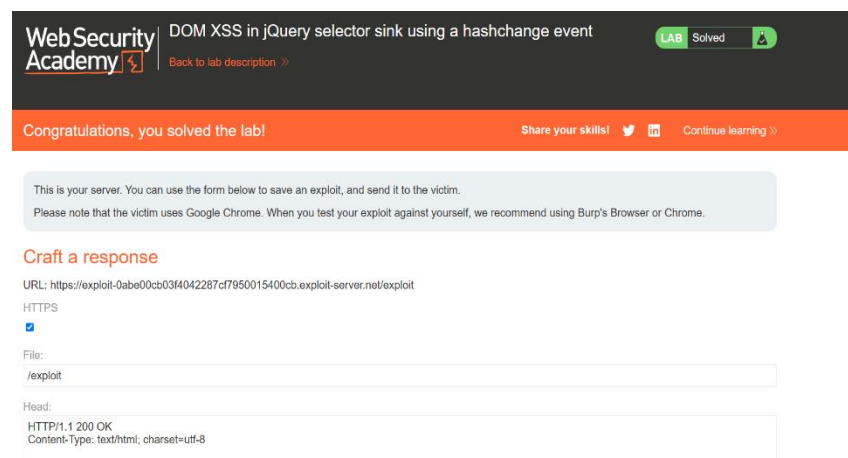 WebSecurity
Academy
DOM XSS in jQuery selector sink using a hashchange event
Back to lab description »
LAB Solved
Congratulations, you solved the lab!
Share your skills!
in
Continue learning »
This is your server. You can use the form below to save an exploit, and send it to the victim.
Please note that the victim uses Google Chrome. When you test your exploit against yourself, we recommend using Burp's Browser or Chrome.
Craft a response
URL: https://exploit-0abe00cb03f4042287cf7950015400cb.exploit-server.net/exploit
HTTPS
File:
/exploit
Head:
HTTP/1.1 200 OK
Content-Type: text/html; charset=utf-8